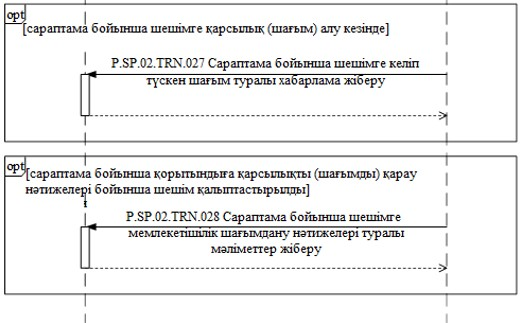 opt
[сараптама бойынша шешімге қарсылық (шағым) алу кезінде]
P.SP.02.TRN.027 Сараптама бойынша шешімге келіп
түскен шағым туралы хабарлама жіберу
opt
[сараптама бойынша қорытындыға қарсылықты (шағымды) қарау
нәтижелері бойынша шешім қалыптастырылды]
P.SP.02.TRN.028 Сараптама бойынша шешімге
мемлекетішілік шағымдану нәтижелері туралы
мәліметтер жіберу